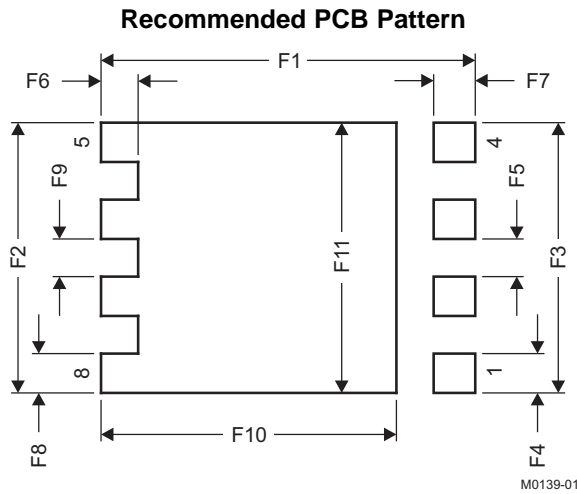 Recommended PCB Pattern
F1
F6
F7
5
4
F9
F5
F2
F11
F3
8
1
F10
F8
F4
M0139-01